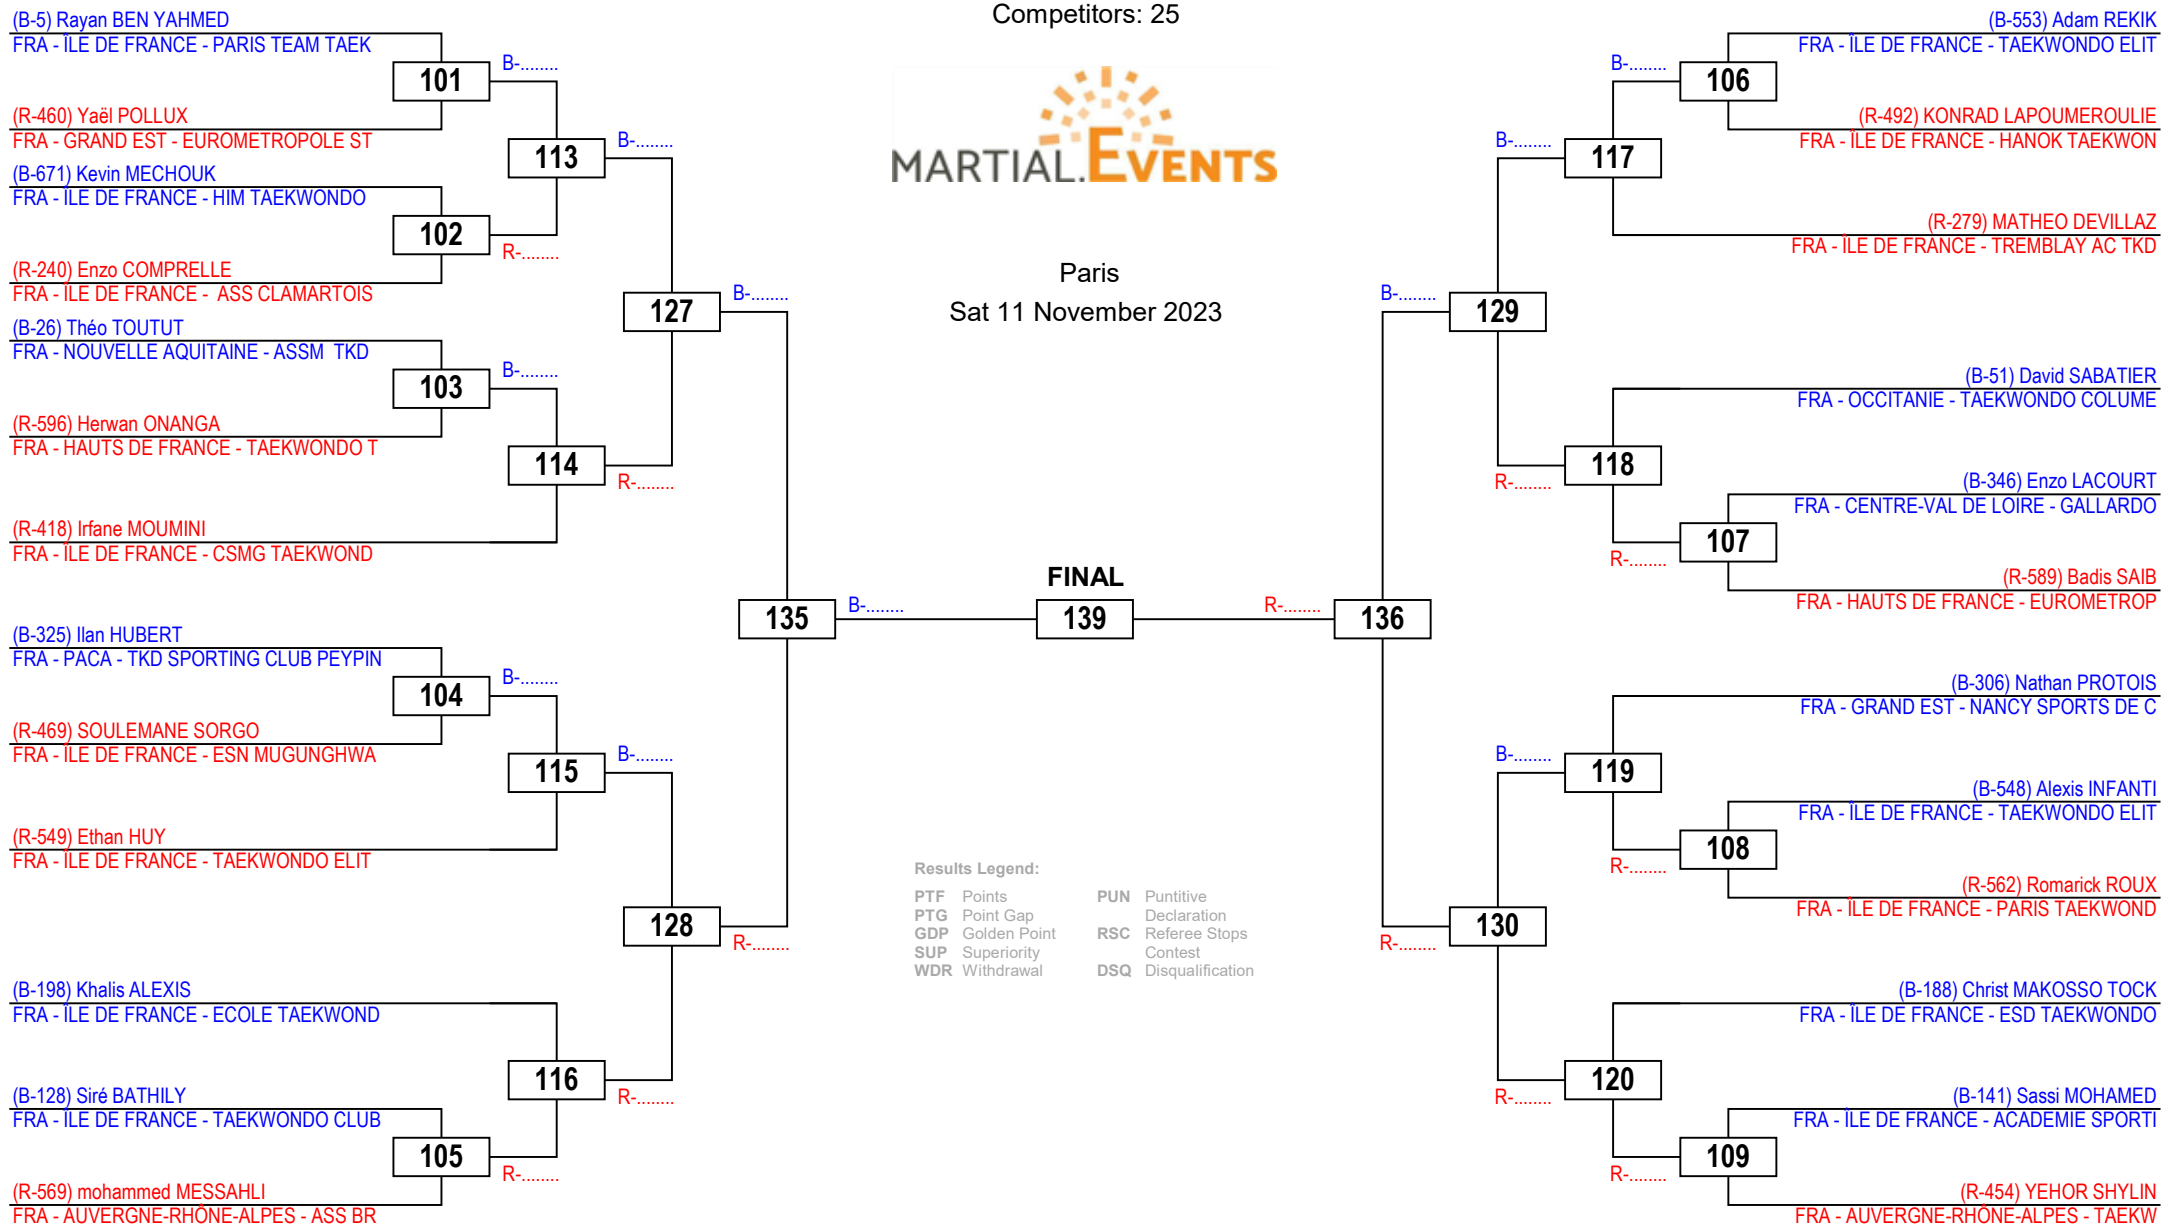 Competitors: 25
MARTIAL.EVENTS
Paris
Sat 11 November 2023
(B-5) Rayan BEN YAHMED
FRA - ÎLE DE FRANCE - PARIS TEAM TAEK
101
B-........
(R-460) Yaël POLLUX
FRA - GRAND EST - EUROMETROPOLE ST
113
B-........
(B-671) Kevin MECHOUK
FRA - ÎLE DE FRANCE - HIM TAEKWONDO
102
R-........
(R-240) Enzo COMPRELLE
FRA - ÎLE DE FRANCE -  ASS CLAMARTOIS
127
B-........
(B-26) Théo TOUTUT
FRA - NOUVELLE AQUITAINE - ASSM  TKD
103
B-........
(R-596) Herwan ONANGA
FRA - HAUTS DE FRANCE - TAEKWONDO T
114
R-........
(R-418) Irfane MOUMINI
FRA - ÎLE DE FRANCE - CSMG TAEKWOND
135
B-........
(B-325) Ilan HUBERT
FRA - PACA - TKD SPORTING CLUB PEYPIN
104
B-........
(R-469) SOULEMANE SORGO
FRA - ÎLE DE FRANCE - ESN MUGUNGHWA
115
B-........
(R-549) Ethan HUY
FRA - ÎLE DE FRANCE - TAEKWONDO ELIT
128
R-........
(B-198) Khalis ALEXIS
FRA - ÎLE DE FRANCE - ECOLE TAEKWOND
116
R-........
(B-128) Siré BATHILY
FRA - ÎLE DE FRANCE - TAEKWONDO CLUB
105
R-........
(R-569) mohammed MESSAHLI
FRA - AUVERGNE-RHÔNE-ALPES - ASS BR
FINAL
139
Results Legend:
PTF Points
PTG Point Gap
GDP Golden Point
SUP Superiority
WDR Withdrawal
PUN Puntitive
Declaration
RSC Referee Stops
Contest
DSQ Disqualification
(B-553) Adam REKIK
FRA - ÎLE DE FRANCE - TAEKWONDO ELIT
B-........
106
(R-492) KONRAD LAPOUMEROULIE
FRA - ÎLE DE FRANCE - HANOK TAEKWON
B-........
117
(R-279) MATHEO DEVILLAZ
FRA - ÎLE DE FRANCE - TREMBLAY AC TKD
B-........
129
(B-51) David SABATIER
FRA - OCCITANIE - TAEKWONDO COLUME
R-........
118
(B-346) Enzo LACOURT
FRA - CENTRE-VAL DE LOIRE - GALLARDO
R-........
107
(R-589) Badis SAIB
FRA - HAUTS DE FRANCE - EUROMETROP
R-........
136
(B-306) Nathan PROTOIS
FRA - GRAND EST - NANCY SPORTS DE C
B-........
119
(B-548) Alexis INFANTI
FRA - ÎLE DE FRANCE - TAEKWONDO ELIT
R-........
108
(R-562) Romarick ROUX
FRA - ÎLE DE FRANCE - PARIS TAEKWOND
R-........
130
(B-188) Christ MAKOSSO TOCK
FRA - ÎLE DE FRANCE - ESD TAEKWONDO
R-........
120
(B-141) Sassi MOHAMED
FRA - ÎLE DE FRANCE - ACADEMIE SPORTI
R-........
109
(R-454) YEHOR SHYLIN
FRA - AUVERGNE-RHÔNE-ALPES - TAEKW